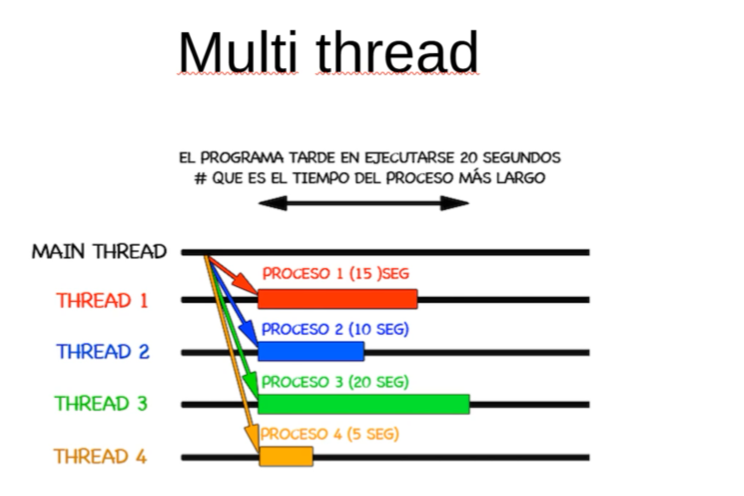 Multi thread
EL PROGRAMA TARDE EN EJECUTARSE 20 SEGUNDOS
# QUE ES EL TIEMPO DEL PROCESO MÁS LARGO
MAIN THREAD
PROCESO 1 (15 )SEG
THREAD 1
PROCESO 2 (10 SEG)
THREAD 2
PROCESO 3 (20 SEG)
THREAD 3
PROCESO 4 (5 SEG)
THREAD 4